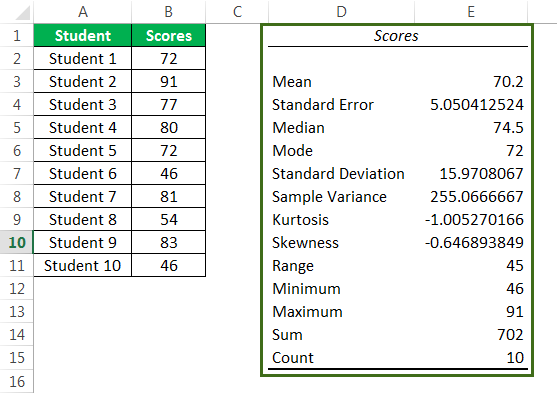 A B C D E
1 Student Scores Scores
2 Student 1 72
3 Student 2 91 Mean 70.2
4 Student 3 77 Standard Error 5.050412524
5 Student 4 80 Median 74.5
6 Student 5 72 Mode 72
7 Student 6 46 Standard Deviation 15.9708067
8 Student 7 81 Sample Variance 255.0666667
9 Student 8 54 Kurtosis -1.005270166
10 Student 9 83 Skewness -0.646893849
11 Student 10 46 Range 45
12 Minimum 46
13 Maximum 91
14 Sum 702
15 Count 10
16